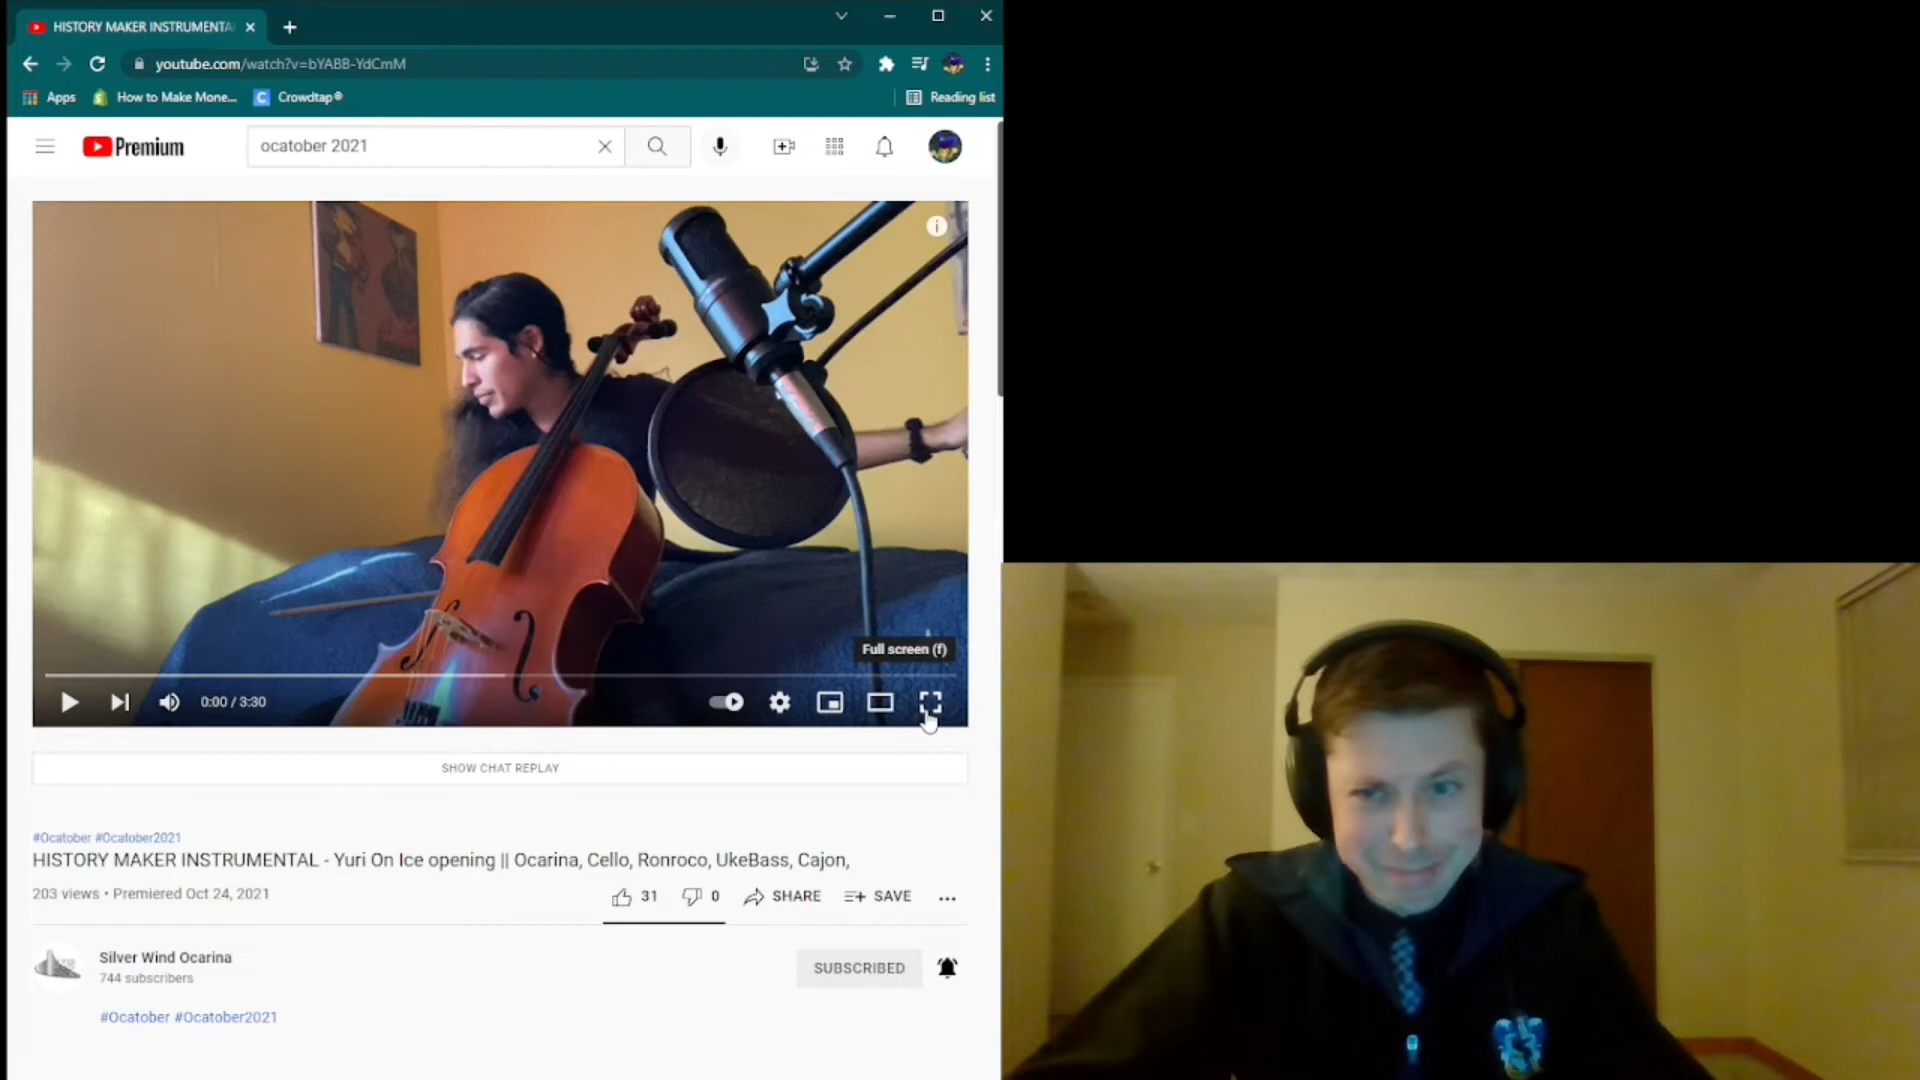 HISTORY MAKER INSTRUMENTA
youtube.com/watch?v=bYABB-YdCmM
Apps How to Make Mone... Crowdtap® Reading list
Premium ocatober 2021
i
Full screen (f)
0:00 / 3:30
SHOW CHAT REPLAY
#Ocatober #Ocatober2021
HISTORY MAKER INSTRUMENTAL - Yuri On Ice opening || Ocarina, Cello, Ronroco, UkeBass, Cajon,
203 views • Premiered Oct 24, 2021 31 0 SHARE SAVE ...
Silver Wind Ocarina
744 subscribers
SUBSCRIBED
#Ocatober #Ocatober2021